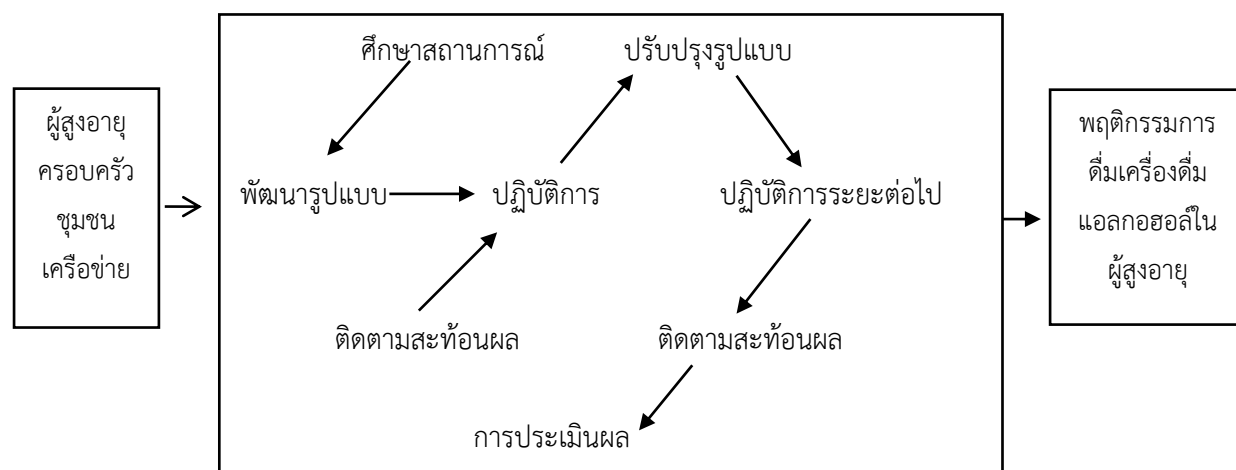 ผู้สูงอายุ
ครอบครัว
ชุมชน
เครือข่าย
ศึกษาสถานการณ์
ปรับปรุงรูปแบบ
พัฒนารูปแบบ
ปฏิบัติการ
ปฏิบัติการระยะต่อไป
ติดตามสะท้อนผล
ติดตามสะท้อนผล
การประเมินผล
พฤติกรรมการ
ดื่มเครื่องดื่ม
แอลกอฮอล์ใน
ผู้สูงอายุ